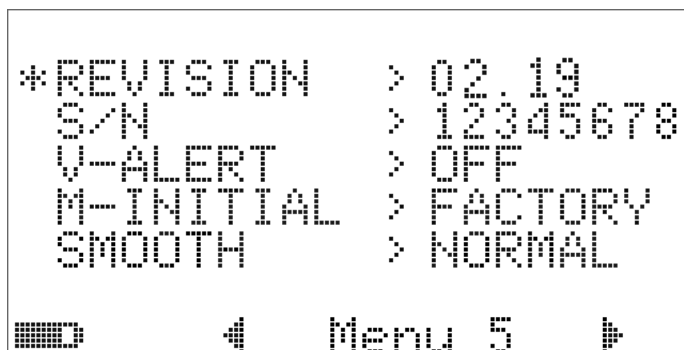 *REVISION > 02.19
S/N > 12345678
V-ALERT > OFF
M-INITIAL > FACTORY
SMOOTH > NORMAL
Menu 5